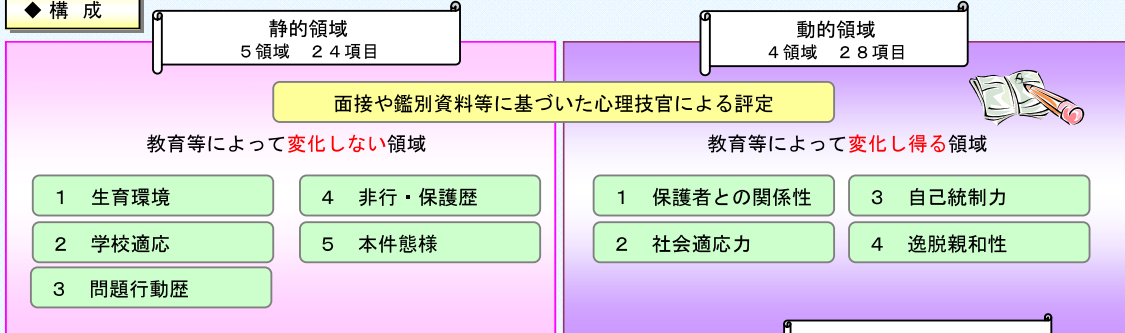 ◆構 成
静的領域
５領域　２４項目
動的領域
４領域　２８項目
面接や鑑別資料等に基づいた心理技官による評定
教育等によって変化しない領域
教育等によって変化し得る領域
１　生育環境
２　学校適応
３　問題行動歴
４　非行・保護歴
５　本件態様
１　保護者との関係性
２　社会適応力
３　自己統制力
４　逸脱親和性